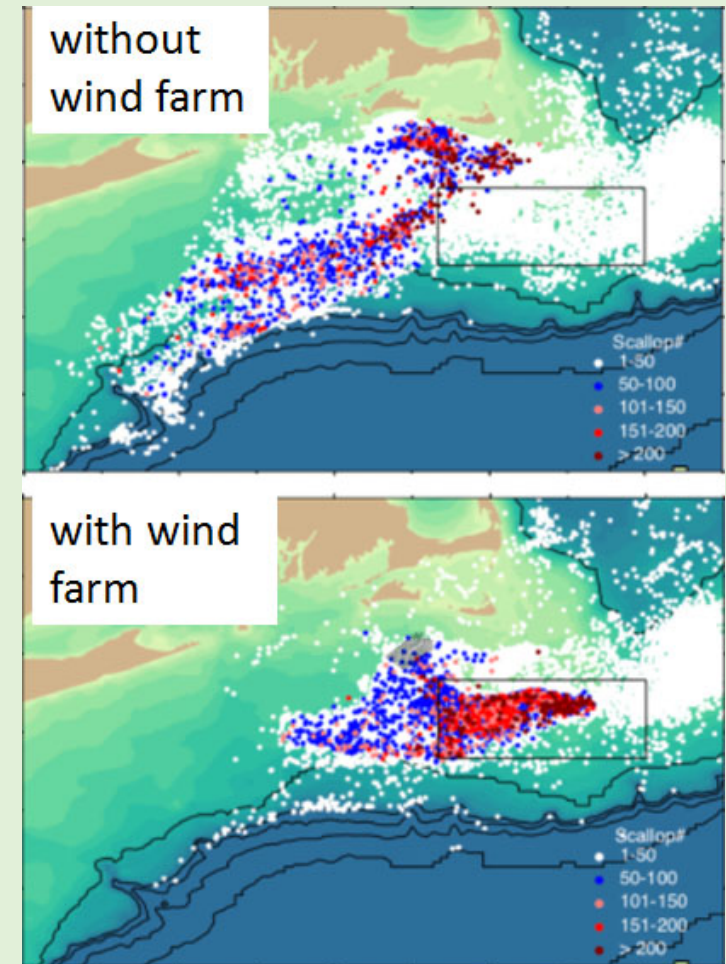 without
wind farm
Scallop#
1-50
50-100
101-150
151-200
> 200
with wind
farm
Scallop#
1-50
50-100
101-150
151-200
> 200